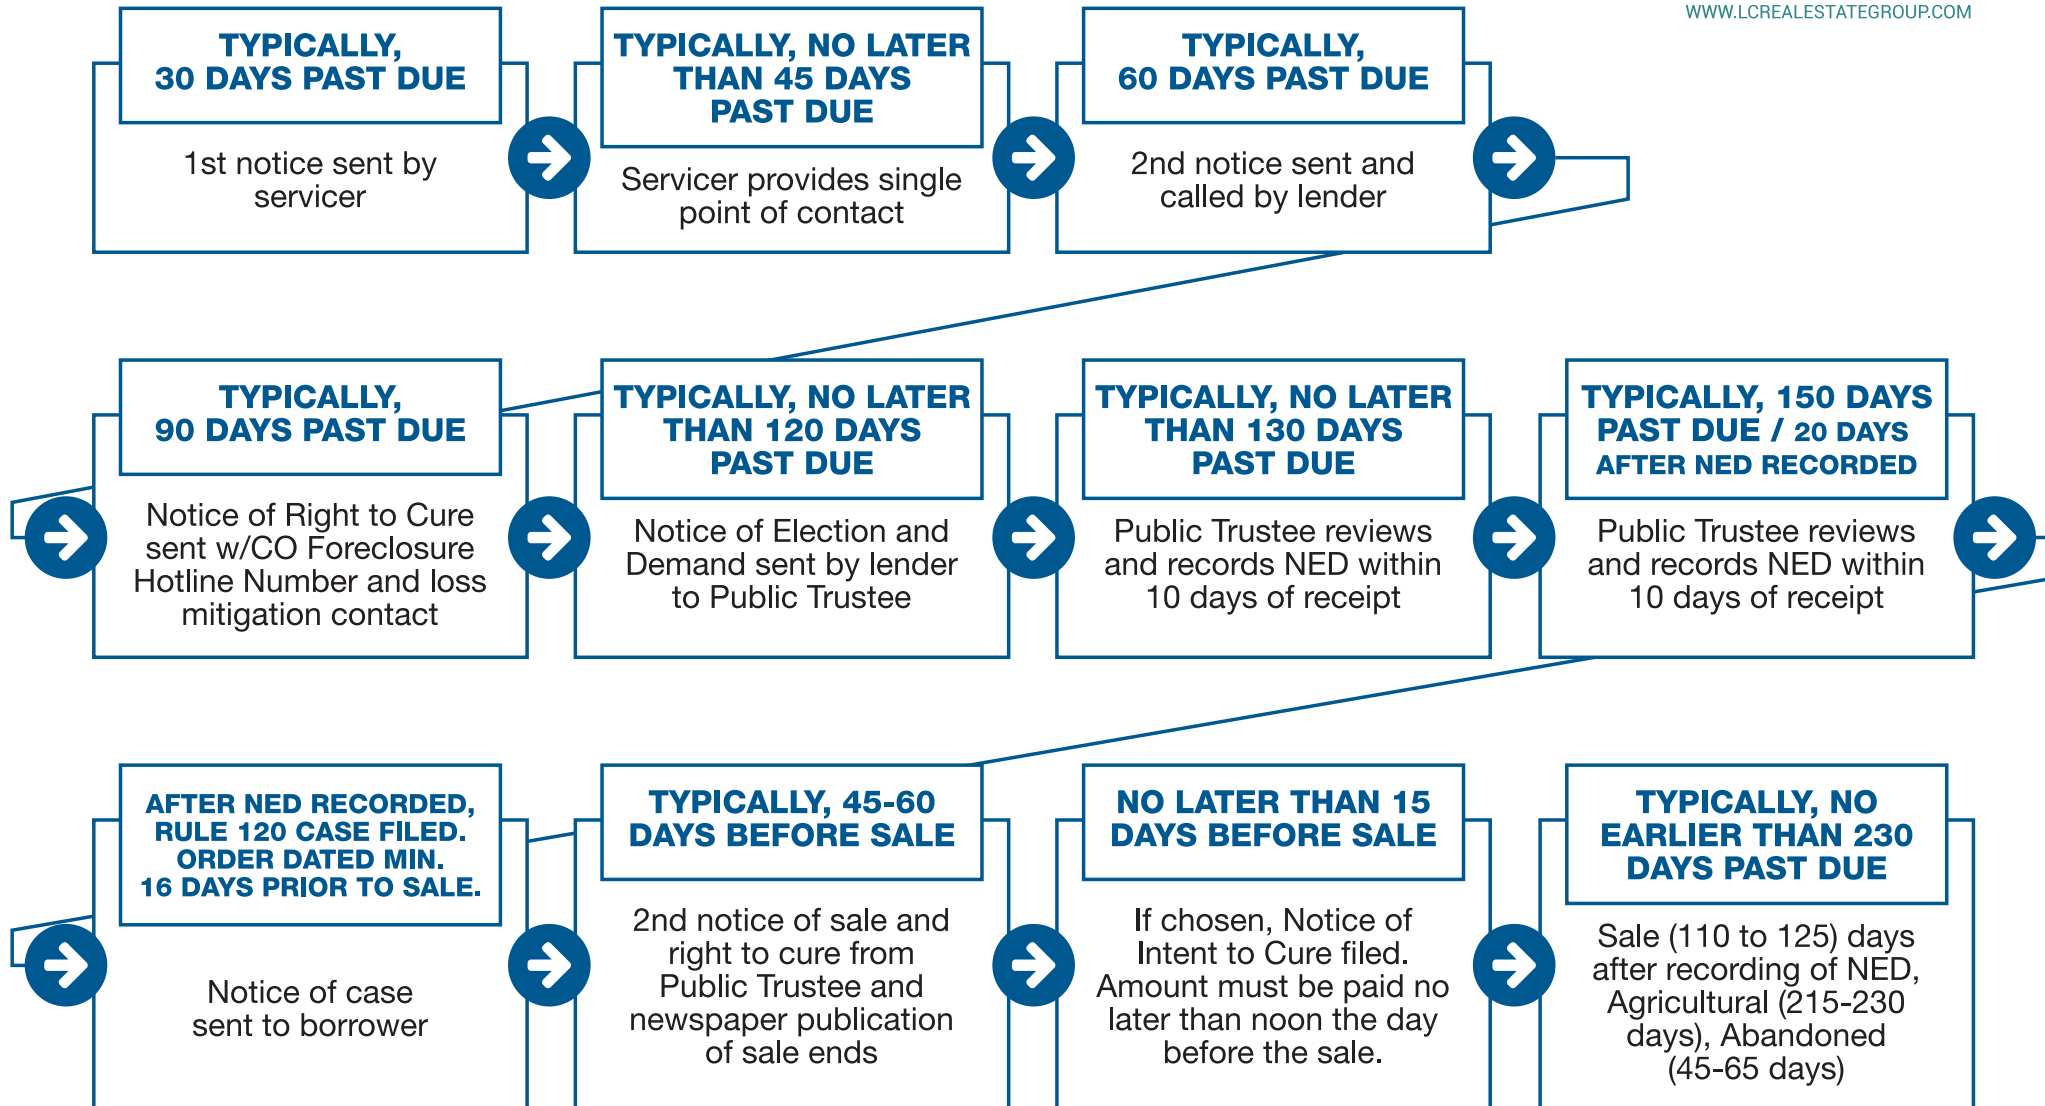 WWW.LCREALESTATEGROUP.COM
TYPICALLY,
30 DAYS PAST DUE
1st notice sent by
servicer
TYPICALLY, NO LATER
THAN 45 DAYS
PAST DUE
Servicer provides single
point of contact
TYPICALLY,
60 DAYS PAST DUE
2nd notice sent and
called by lender
TYPICALLY,
90 DAYS PAST DUE
Notice of Right to Cure
sent w/CO Foreclosure
Hotline Number and loss
mitigation contact
TYPICALLY, NO LATER
THAN 120 DAYS
PAST DUE
Notice of Election and
Demand sent by lender
to Public Trustee
TYPICALLY, NO LATER
THAN 130 DAYS
PAST DUE
Public Trustee reviews
and records NED within
10 days of receipt
TYPICALLY, 150 DAYS
PAST DUE / 20 DAYS
AFTER NED RECORDED
Public Trustee reviews
and records NED within
10 days of receipt
AFTER NED RECORDED,
RULE 120 CASE FILED.
ORDER DATED MIN.
16 DAYS PRIOR TO SALE.
Notice of case
sent to borrower
TYPICALLY, 45-60
DAYS BEFORE SALE
2nd notice of sale and
right to cure from
Public Trustee and
newspaper publication
of sale ends
NO LATER THAN 15
DAYS BEFORE SALE
If chosen, Notice of
Intent to Cure filed.
Amount must be paid no
later than noon the day
before the sale.
TYPICALLY, NO
EARLIER THAN 230
DAYS PAST DUE
Sale (110 to 125) days
after recording of NED,
Agricultural (215-230
days), Abandoned
(45-65 days)